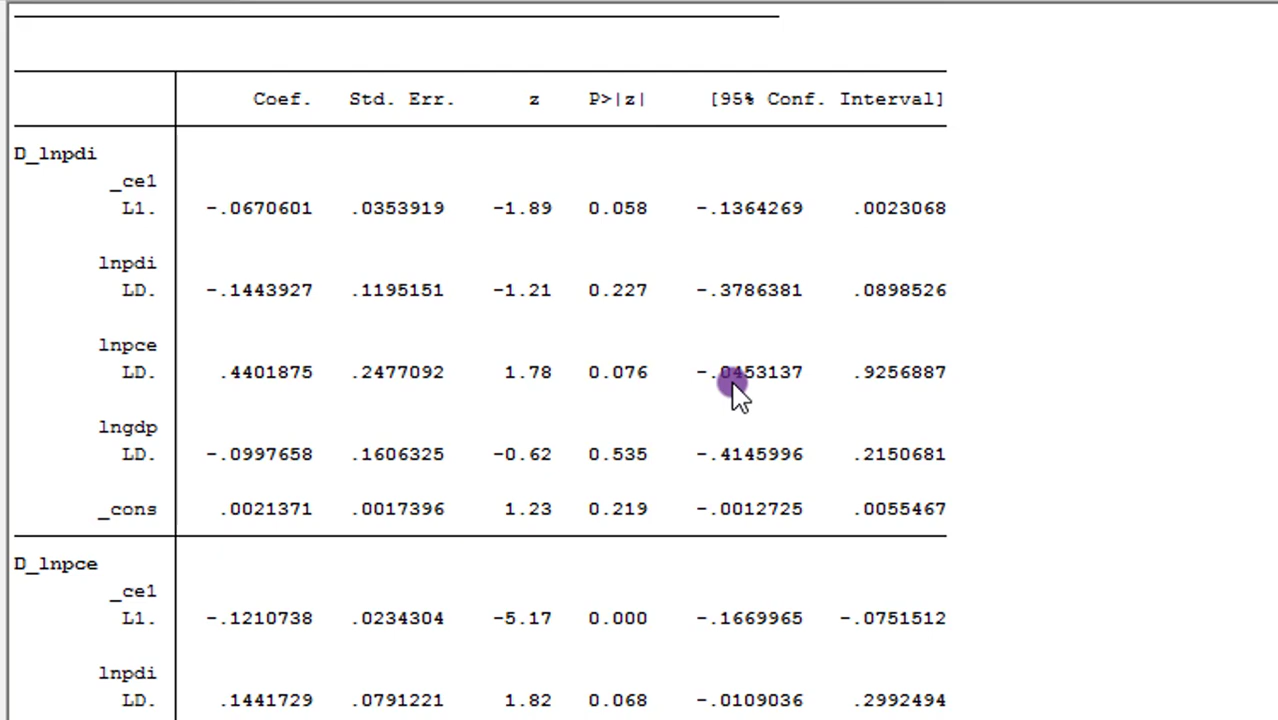 Coef. Std. Err. z P>|z| [95% Conf. Interval]
D_lnpdi
_ce1
L1. -.0670601 .0353919 -1.89 0.058 -.1364269 .0023068
lnpdi
LD. -.1443927 .1195151 -1.21 0.227 -.3786381 .0898526
lnpce
LD. .4401875 .2477092 1.78 0.076 -.0453137 .9256887
lngdp
LD. -.0997658 .1606325 -0.62 0.535 -.4145996 .2150681
_cons .0021371 .0017396 1.23 0.219 -.0012725 .0055467
D_lnpce
_ce1
L1. -.1210738 .0234304 -5.17 0.000 -.1669965 -.0751512
lnpdi
LD. .1441729 .0791221 1.82 0.068 -.0109036 .2992494